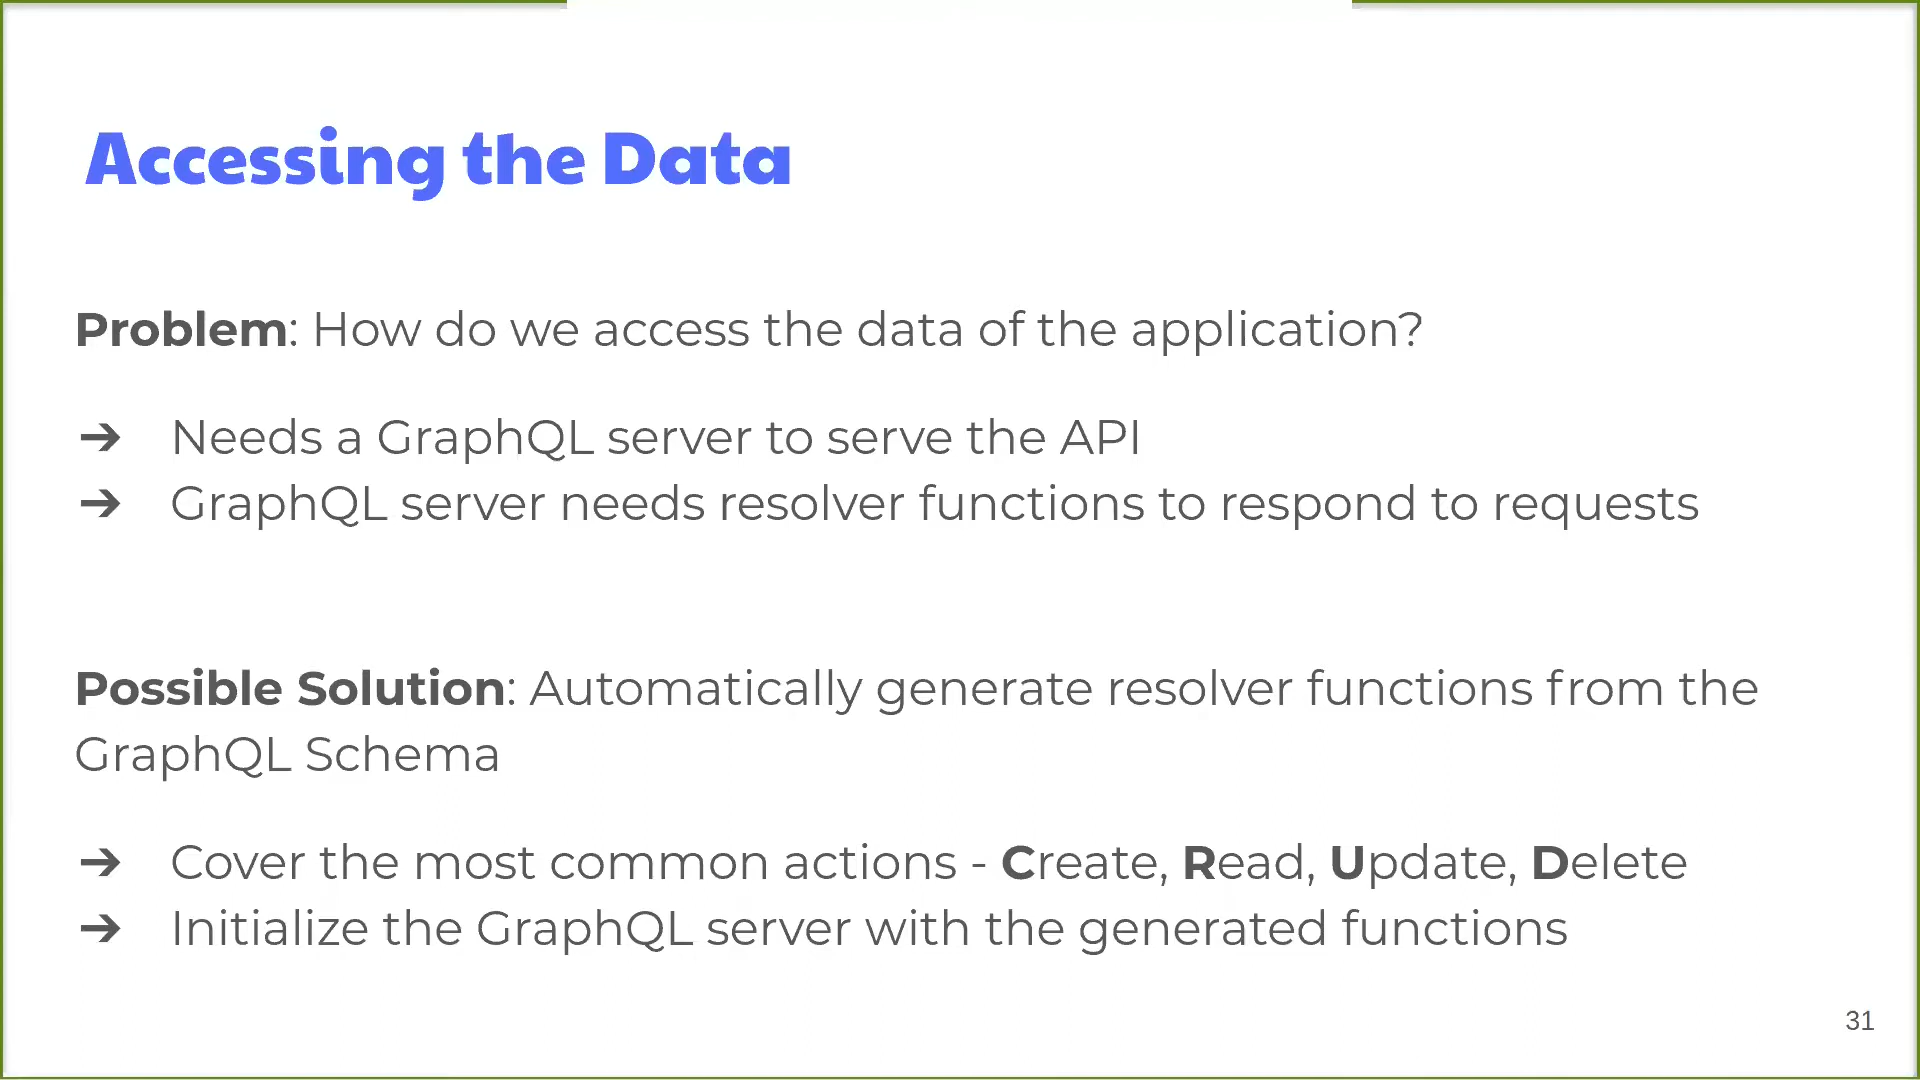 Accessing the Data
Problem: How do we access the data of the application?
➔ Needs a GraphQL server to serve the API
➔ GraphQL server needs resolver functions to respond to requests
Possible Solution: Automatically generate resolver functions from the
GraphQL Schema
➔ Cover the most common actions - Create, Read, Update, Delete
➔ Initialize the GraphQL server with the generated functions
31